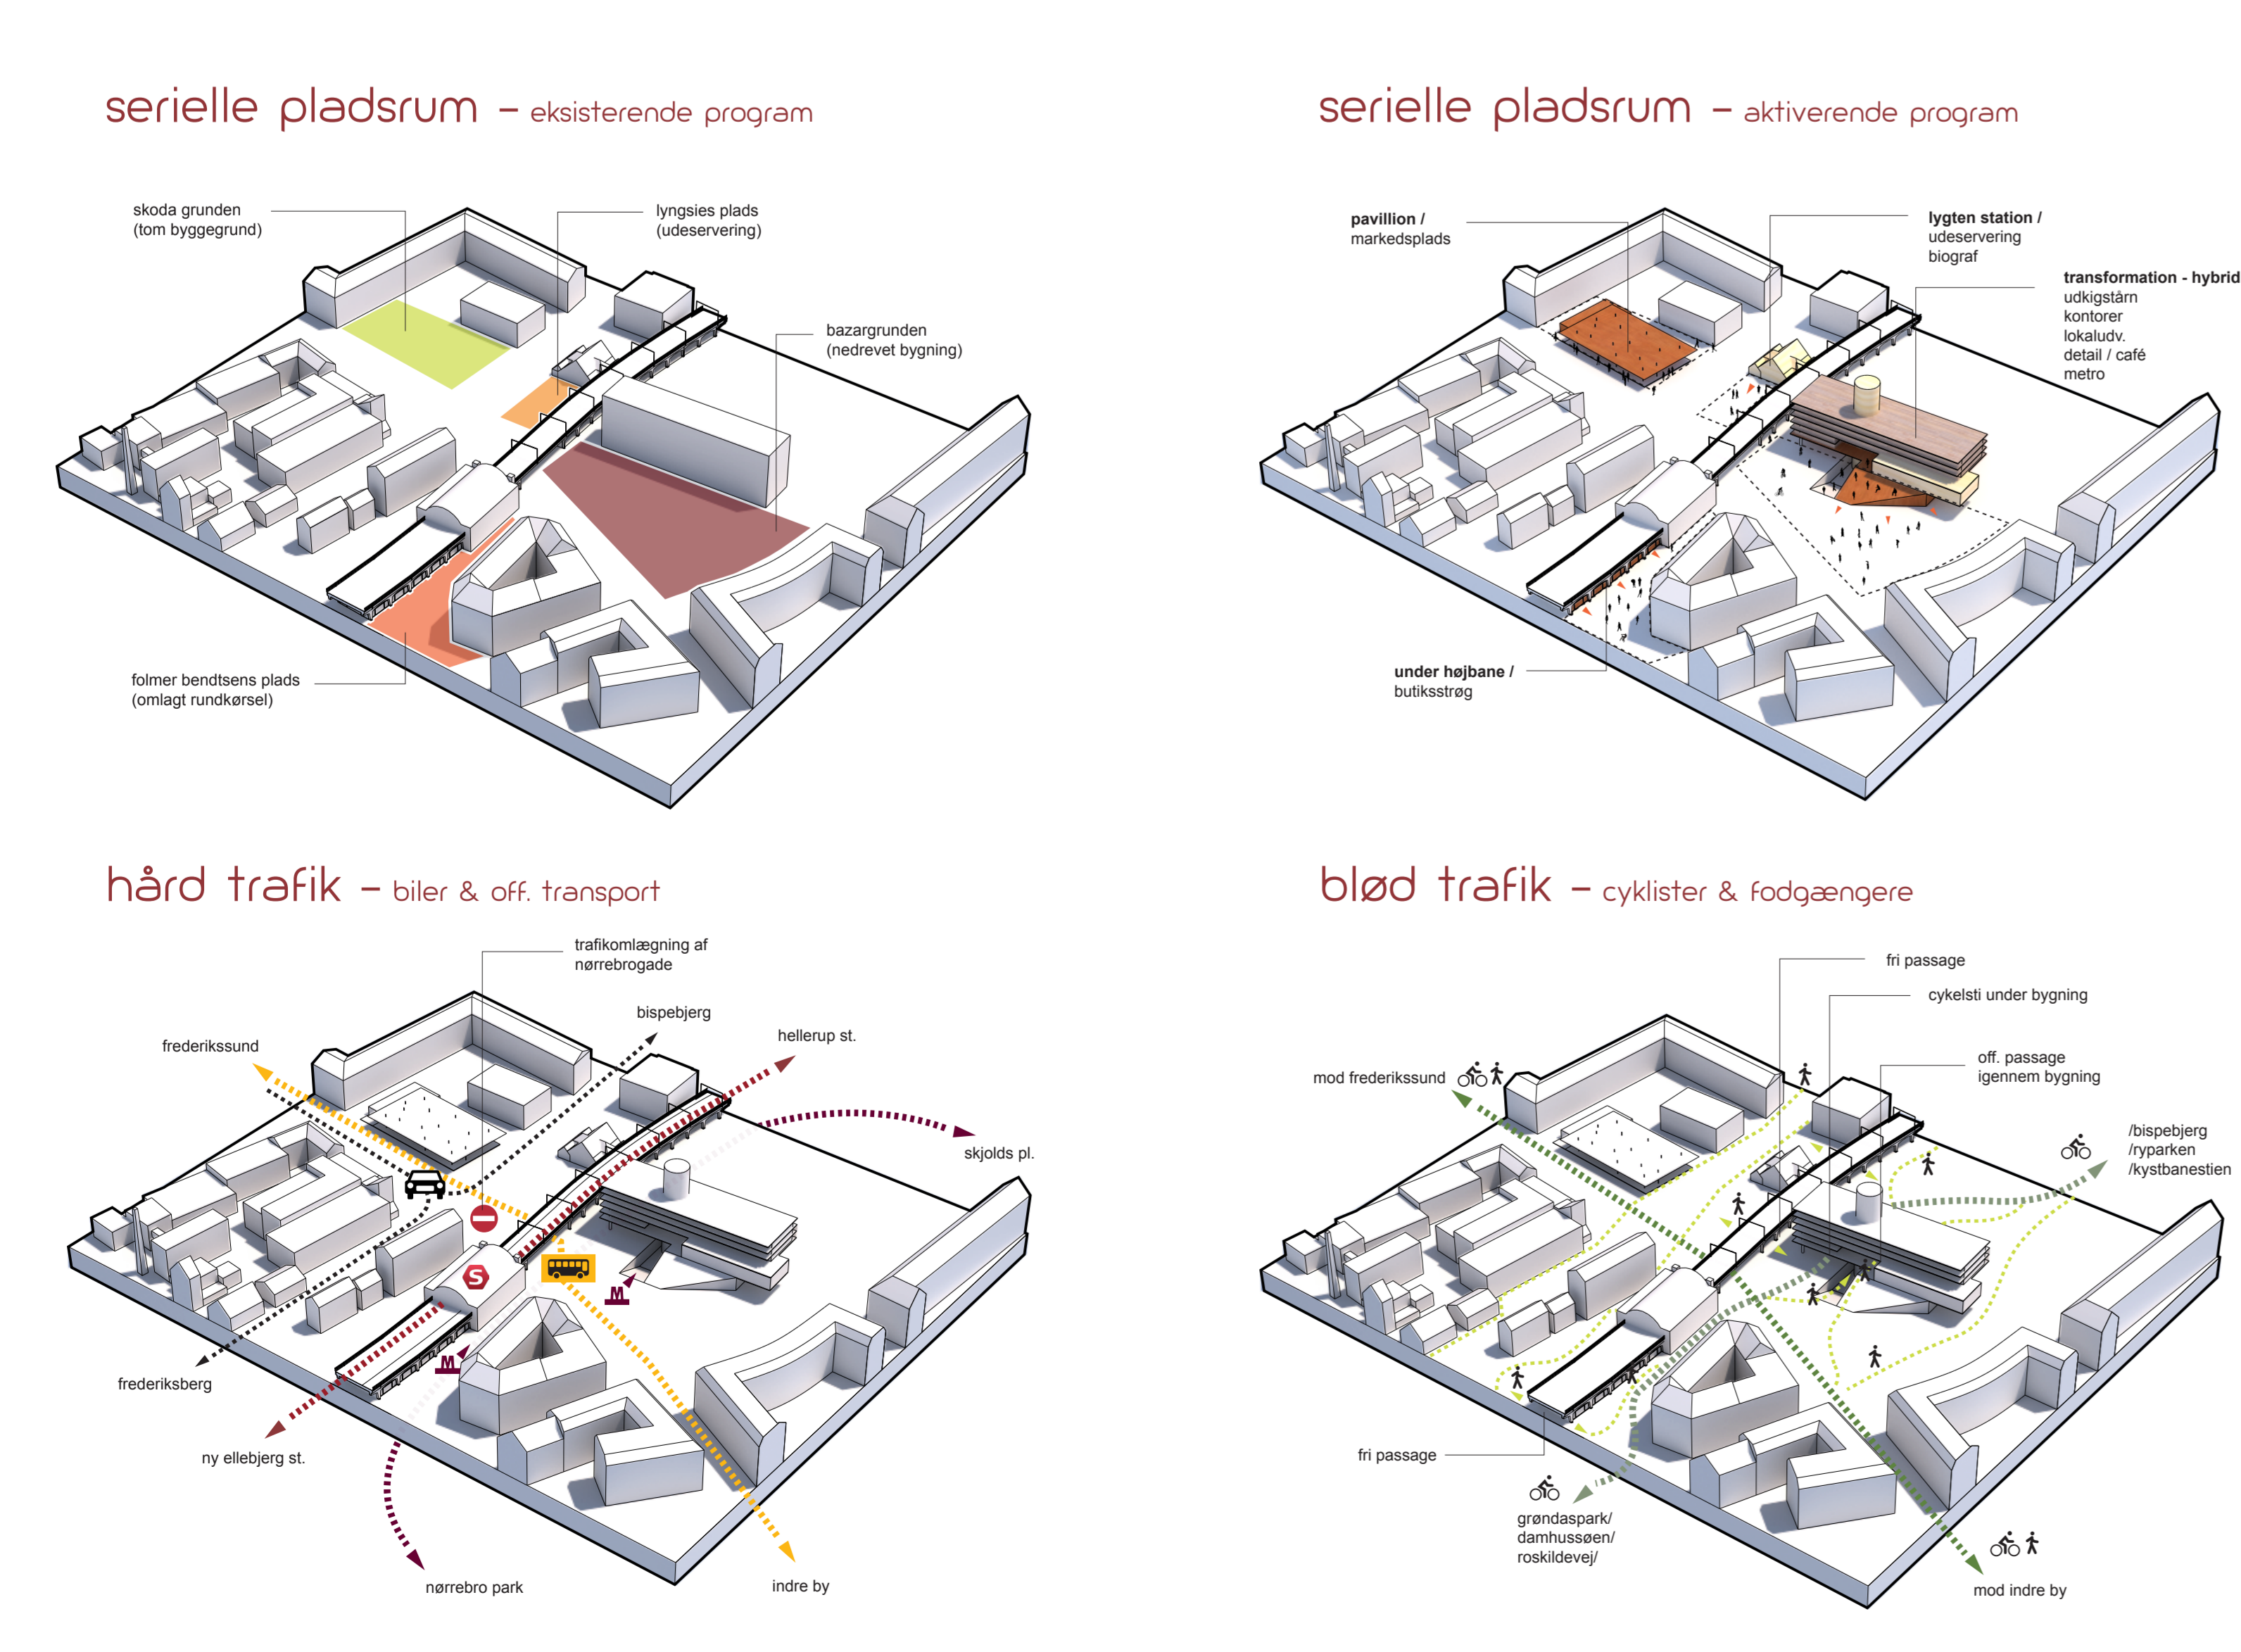 serielle pladsrum – eksisterende program
skoda grunden
(tom byggegrund)
lyngsies plads
(udeservering)
bazargrunden
(nedrevet bygning)
folmer bendtsens plads
(omlagt rundkørsel)
serielle pladsrum – aktiverende program
pavillion /
markedsplads
lygten station /
udeservering
biograf
transformation - hybrid
udkigstårn
kontorer
lokaludv.
detail / café
metro
under højbane /
butiksstrøg
hård trafik – biler & off. transport
trafikomlægning af
nørrebrogade
bispebjerg
hellerup st.
frederikssund
skjolds pl.
S
M
M
frederiksberg
ny ellebjerg st.
nørrebro park
indre by
blød trafik – cyklister & fodgængere
fri passage
cykelsti under bygning
off. passage
igennem bygning
mod frederikssund
/bispebjerg
/ryparken
/kystbanestien
fri passage
grøndaspark/
damhussøen/
roskildevej/
mod indre by